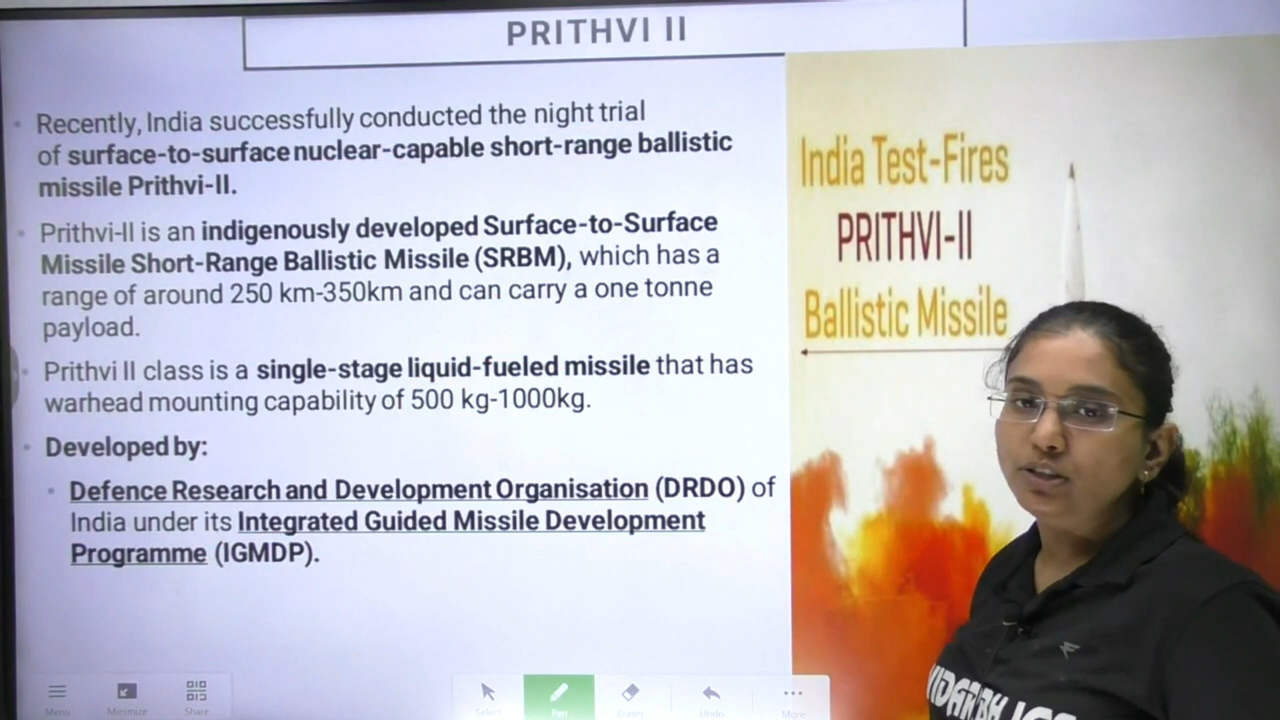 PRITHVI II
Recently, India successfully conducted the night trial
of surface-to-surface nuclear-capable short-range ballistic
missile Prithvi-II.
Prithvi-II is an indigenously developed Surface-to-Surface
Missile Short-Range Ballistic Missile (SRBM), which has a
range of around 250 km-350km and can carry a one tonne
payload.
Prithvi II class is a single-stage liquid-fueled missile that has
warhead mounting capability of 500 kg-1000kg.
Developed by:
Defence Research and Development Organisation (DRDO) of
India under its Integrated Guided Missile Development
Programme (IGMDP).
India Test-Fires
PRITHVI-II
Ballistic Missile
Menu
Minimize
Share
Select
Pen
Eraser
Undo
More